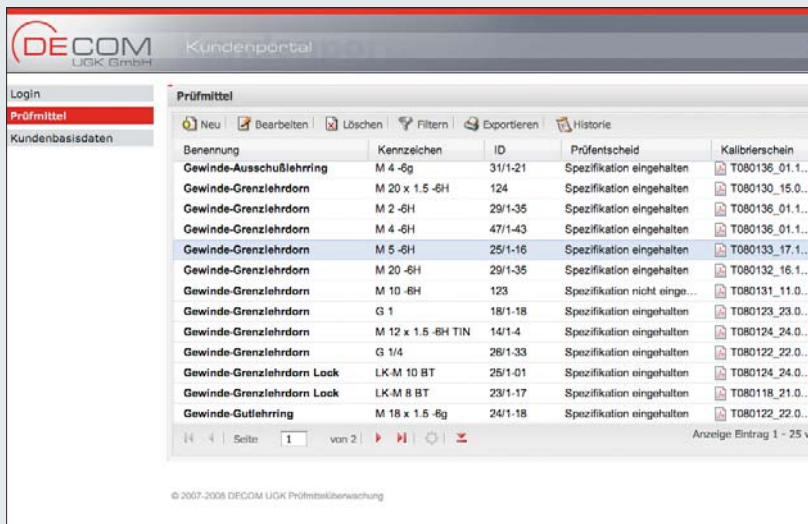 DECOM
UGK GmbH
Kundenportal
Login
Prüfmittel
Kundenbasisdaten
Prüfmittel
Neu Bearbeiten Löschen Filtern Exportieren Historie
Benennung Kennzeichen ID Prüfentscheid Kalibrierschein
Gewinde-Ausschußlehrring M 4 -6g 31/1-21 Spezifikation eingehalten T080136_01.1...
Gewinde-Grenzlehrdorn M 20 x 1.5 -6H 124 Spezifikation eingehalten T080130_15.0...
Gewinde-Grenzlehrdorn M 2 -6H 29/1-35 Spezifikation eingehalten T080136_01.1...
Gewinde-Grenzlehrdorn M 4 -6H 47/1-43 Spezifikation eingehalten T080136_01.1...
Gewinde-Grenzlehrdorn M 5 -6H 25/1-16 Spezifikation eingehalten T080133_17.1...
Gewinde-Grenzlehrdorn M 20 -6H 29/1-35 Spezifikation eingehalten T080132_16.1...
Gewinde-Grenzlehrdorn M 10 -6H 123 Spezifikation nicht einge... T080131_11.0...
Gewinde-Grenzlehrdorn G 1 18/1-18 Spezifikation eingehalten T080123_23.0...
Gewinde-Grenzlehrdorn M 12 x 1.5 -6H TIN 14/1-4 Spezifikation eingehalten T080124_24.0...
Gewinde-Grenzlehrdorn G 1/4 26/1-33 Spezifikation eingehalten T080122_22.0...
Gewinde-Grenzlehrdorn Lock LK-M 10 BT 25/1-01 Spezifikation eingehalten T080124_24.0...
Gewinde-Grenzlehrdorn Lock LK-M 8 BT 23/1-17 Spezifikation eingehalten T080118_21.0...
Gewinde-Gutlehrring M 18 x 1.5 -6g 24/1-18 Spezifikation eingehalten T080122_22.0...
Seite 1 von 2 Anzeige Eintrag 1 - 25 v
© 2007-2008 DECOM UGK Prüfmittelüberwachung